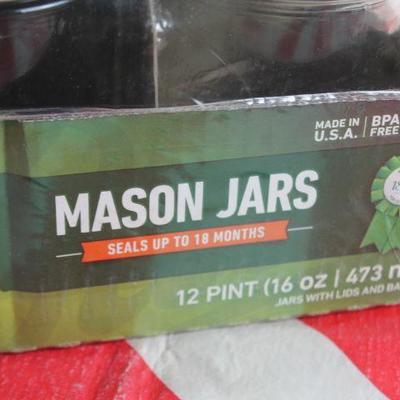 MADE IN
U.S.A.
BPA
FREE
MASON JARS
SEALS UP TO 18 MONTHS
12 PINT (16 oz | 473 m
JARS WITH LIDS AND BA